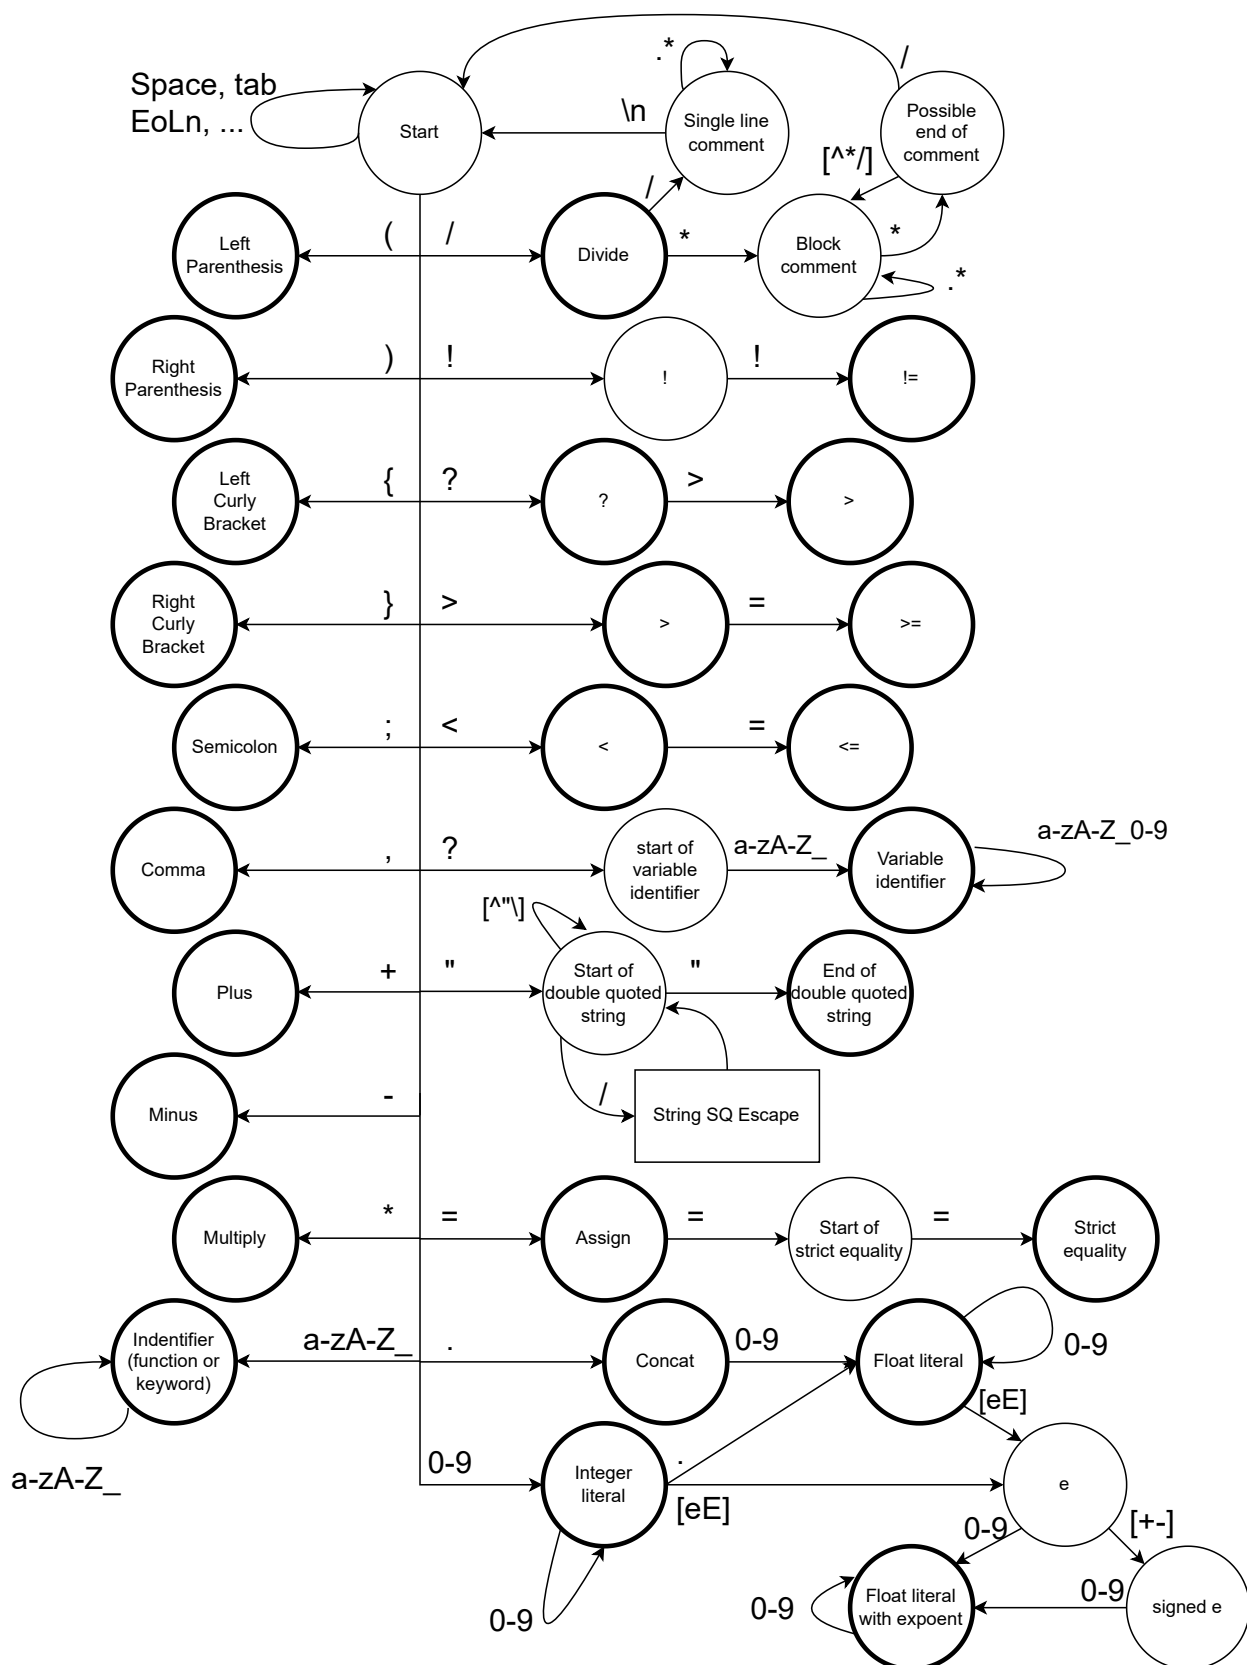 /
.*
Space, tab
EoLn, ...
\n
Start
Single line
comment
Possible
end of
comment
[^*/]
/
Left
Parenthesis
(
/
Divide
*
Block
comment
*
.*
Right
Parenthesis
)
!
!
!
!=
Left
Curly
Bracket
{
?
?
>
>
Right
Curly
Bracket
}
>
>
=
>=
Semicolon
;
<
<
=
<=
Comma
,
?
start of
variable
identifier
a-zA-Z_
Variable
identifier
a-zA-Z_0-9
[^"\]
Plus
+
"
Start of
double quoted
string
"
End of
double quoted
string
Minus
-
/
String SQ Escape
Multiply
*
=
Assign
=
Start of
strict equality
=
Strict
equality
Indentifier
(function or
keyword)
a-zA-Z_
.
Concat
0-9
Float literal
0-9
a-zA-Z_
[eE]
0-9
Integer
literal
.
[eE]
e
0-9
[+-]
0-9
0-9
Float literal
with expoent
0-9
signed e